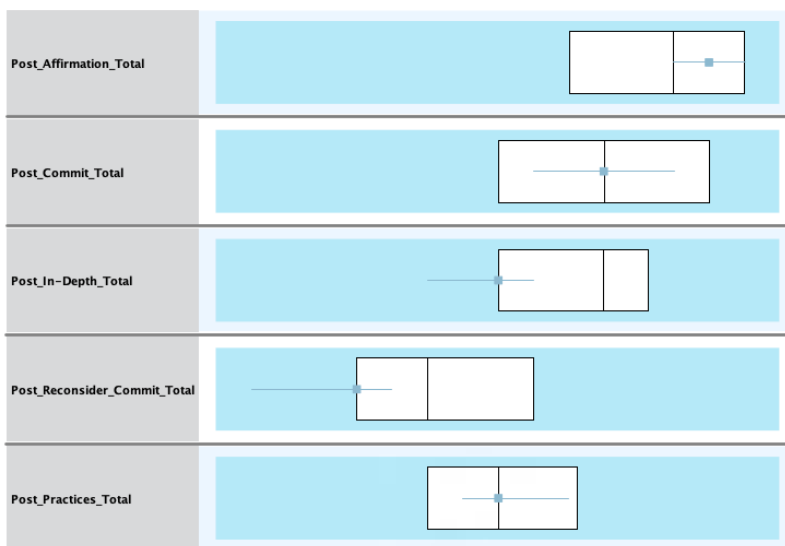 Post_Affirmation_Total
Post_Commit_Total
Post_In-Depth_Total
Post_Reconsider_Commit_Total
Post_Practices_Total